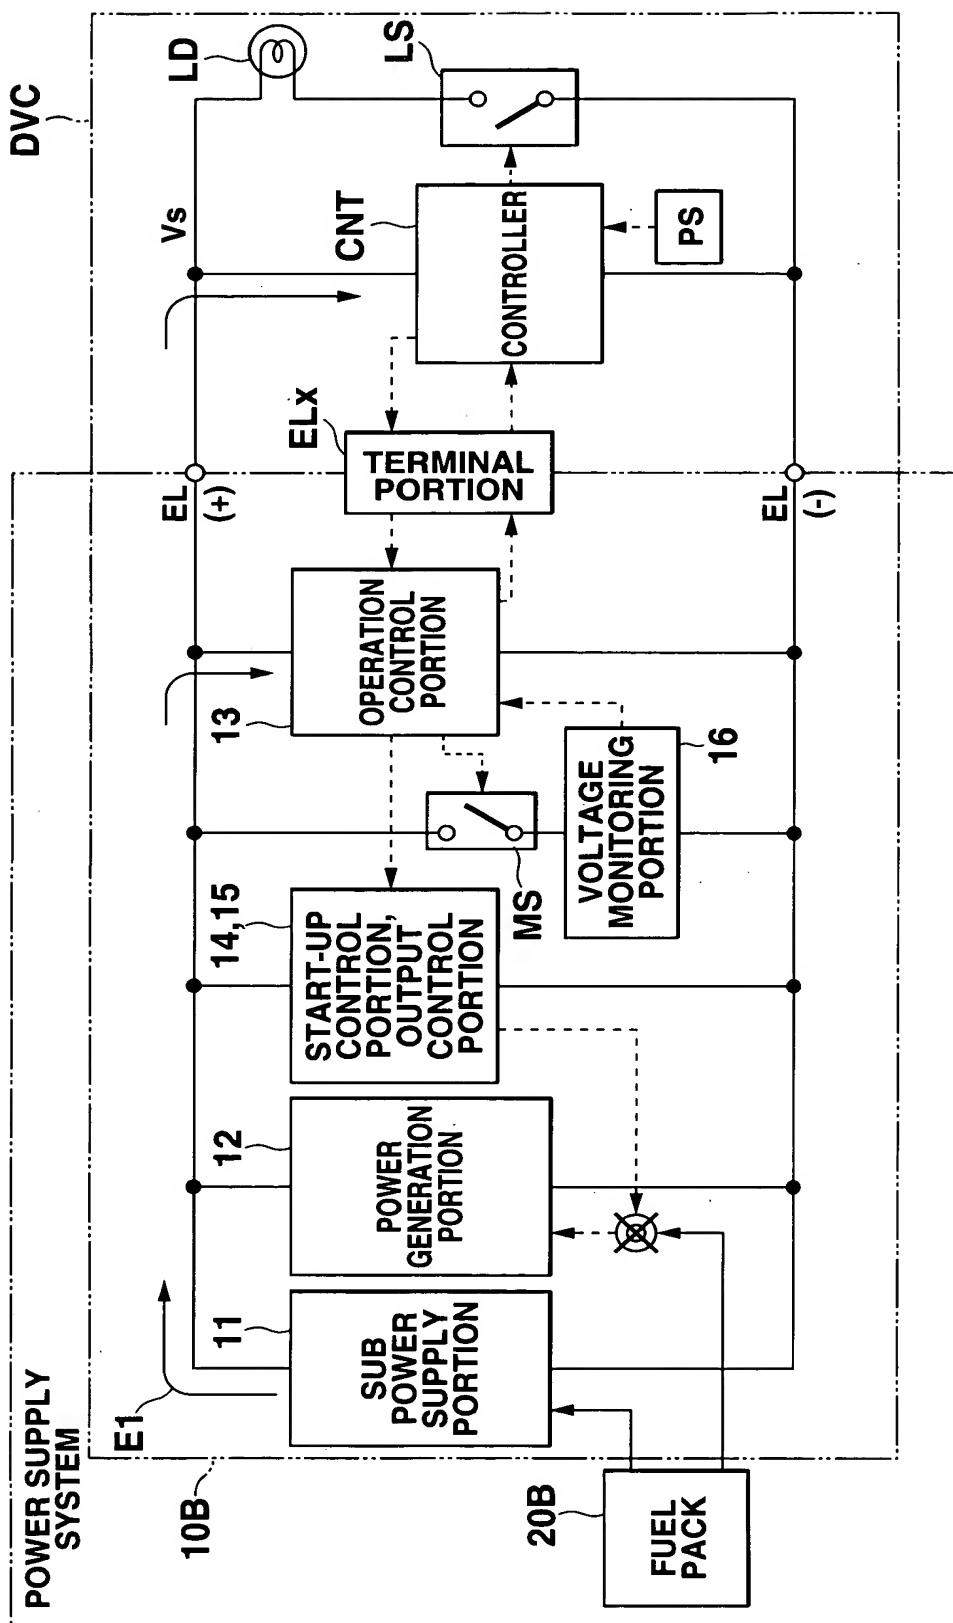 POWER SUPPLY
SYSTEM
DVC
10B
E1
EL
(+)
Vs
LD
11
SUB
POWER
SUPPLY
PORTION
12
POWER
GENERATION
PORTION
14,15
START-UP
CONTROL
PORTION,
OUTPUT
CONTROL
PORTION
MS
13
OPERATION
CONTROL
PORTION
ELx
TERMINAL
PORTION
CNT
CONTROLLER
LS
20B
FUEL
PACK
VOLTAGE
MONITORING
PORTION
16
EL
(-)
PS